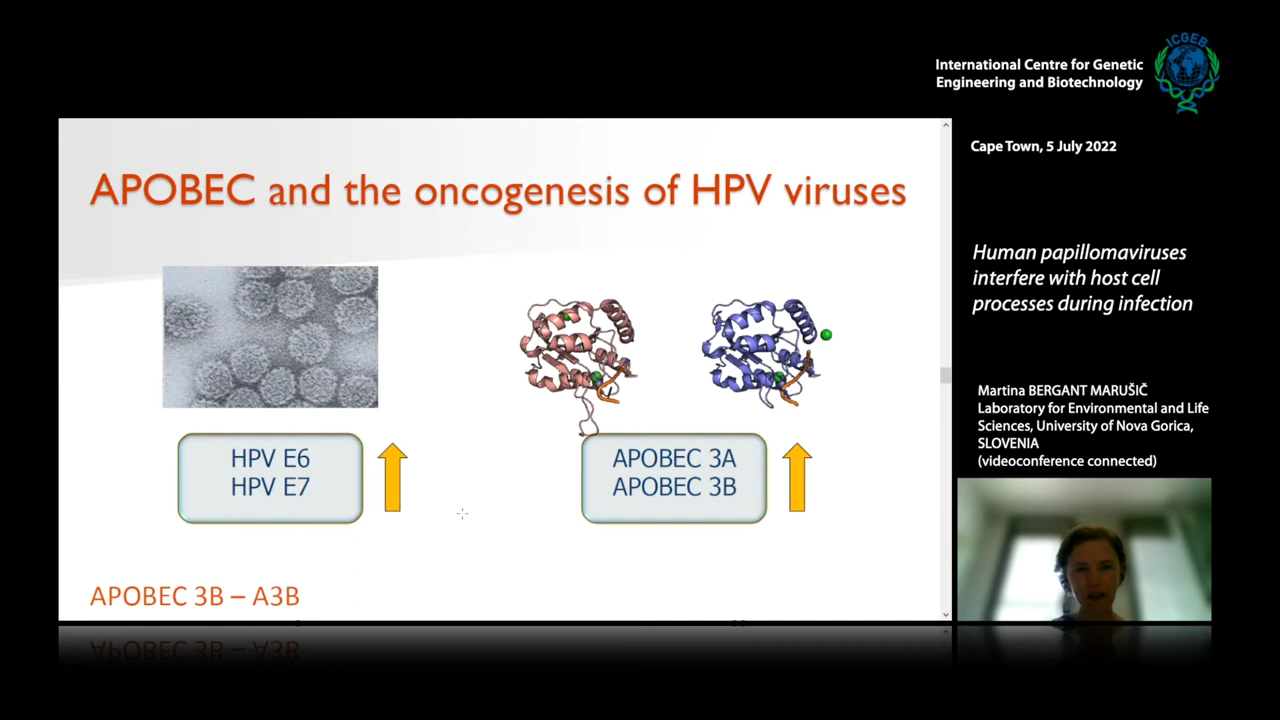 ICGEB
International Centre for Genetic
Engineering and Biotechnology
Cape Town, 5 July 2022
APOBEC and the oncogenesis of HPV viruses
HPV E6
HPV E7
APOBEC 3A
APOBEC 3B
APOBEC 3B – A3B
Human papillomaviruses
interfere with host cell
processes during infection
Martina BERGANT MARUŠIČ
Laboratory for Environmental and Life
Sciences, University of Nova Gorica,
SLOVENIA
(videoconference connected)